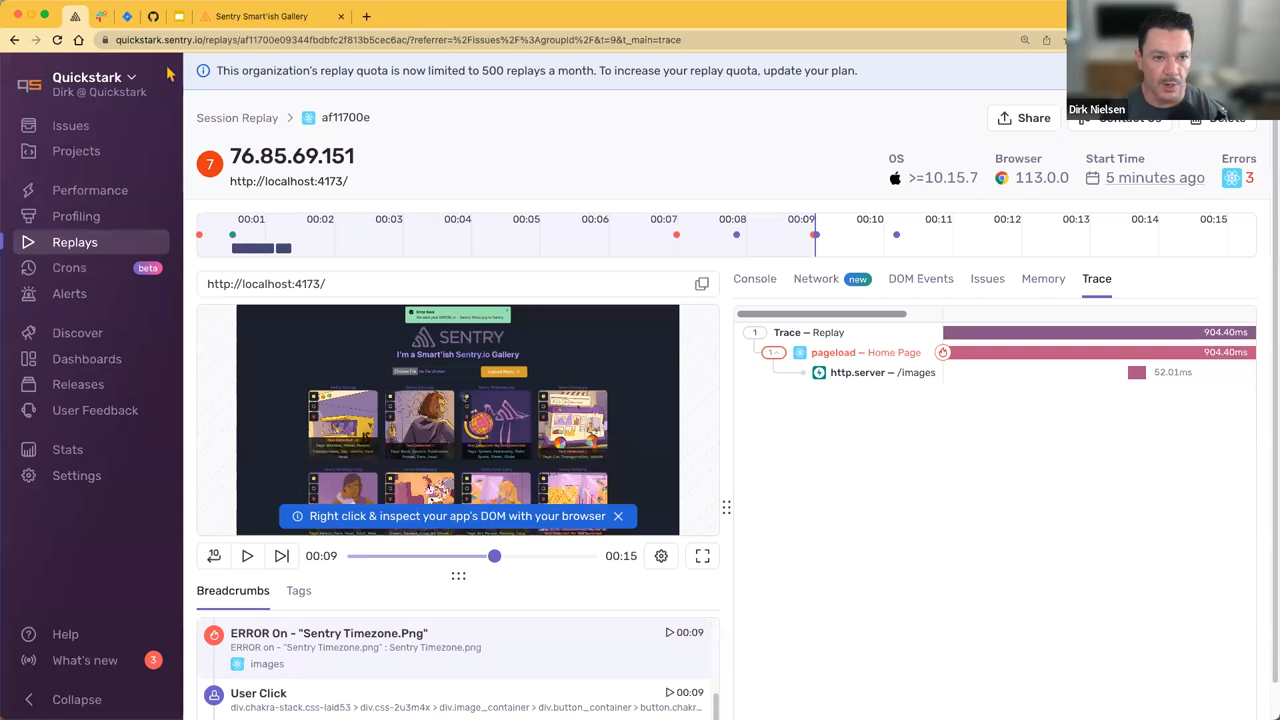 Sentry Smart'ish Gallery
quickstark.sentry.io/replays/af11700e09344fbdbfc2f813b5cec6ac/?referrer=%2Fissues%2F%3AgroupId%2F&t=9&t_main=trace
Quickstark
Dirk @ Quickstark
Issues
Projects
Performance
Profiling
Replays
Crons
beta
Alerts
Discover
Dashboards
Releases
User Feedback
Stats
Settings
Help
What's new
3
Collapse
This organization's replay quota is now limited to 500 replays a month. To increase your replay quota, update your plan.
Dirk Nielsen
Session Replay
af11700e
Share
7
76.85.69.151
http://localhost:4173/
OS
>=10.15.7
Browser
113.0.0
Start Time
5 minutes ago
Errors
3
00:01 00:02 00:03 00:04 00:05 00:06 00:07 00:08 00:09 00:10 00:11 00:12 00:13 00:14 00:15
http://localhost:4173/
SENTRY
I'm a Smart'ish Sentry.io Gallery
Right click & inspect your app's DOM with your browser
10
00:09
00:15
Breadcrumbs
Tags
ERROR On - "Sentry Timezone.Png"
00:09
ERROR on - "Sentry Timezone.png" : Sentry Timezone.png
images
User Click
00:09
div.chakra-stack.css-laid53 > div.css-2u3m4x > div.image_container > div.button_container > button.chakr...
Console
Network
new
DOM Events
Issues
Memory
Trace
1
Trace — Replay
904.40ms
1
pageload — Home Page
904.40ms
http.server — /images
52.01ms